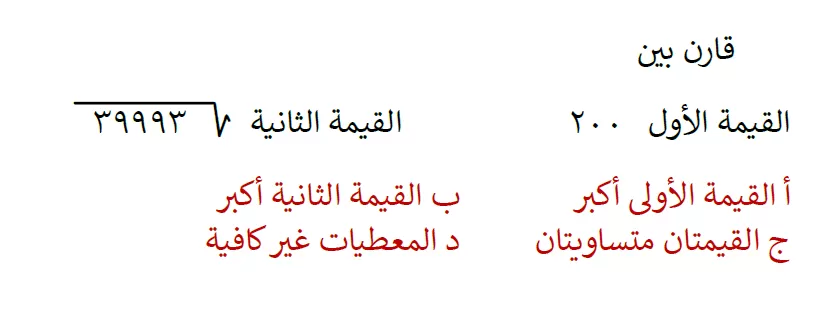 قارن بين
القيمة الأول ٢٠٠ القيمة الثانية √٣٩٩٩٣
أ القيمة الأولى أكبر ب القيمة الثانية أكبر
ج القيمتان متساويتان د المعطيات غير كافية